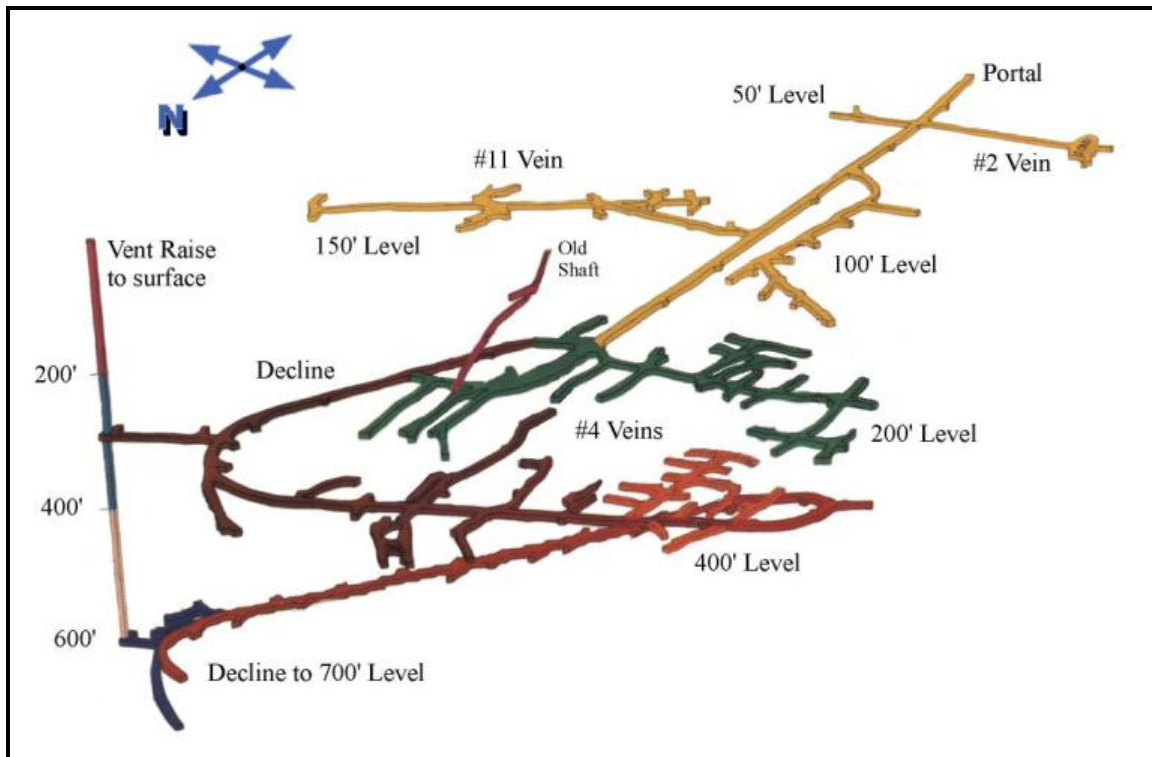 N
Portal
50' Level
#2 Vein
#11 Vein
150' Level
100' Level
Vent Raise
to surface
Old
Shaft
Decline
200'
#4 Veins
200' Level
400'
400' Level
600'
Decline to 700' Level